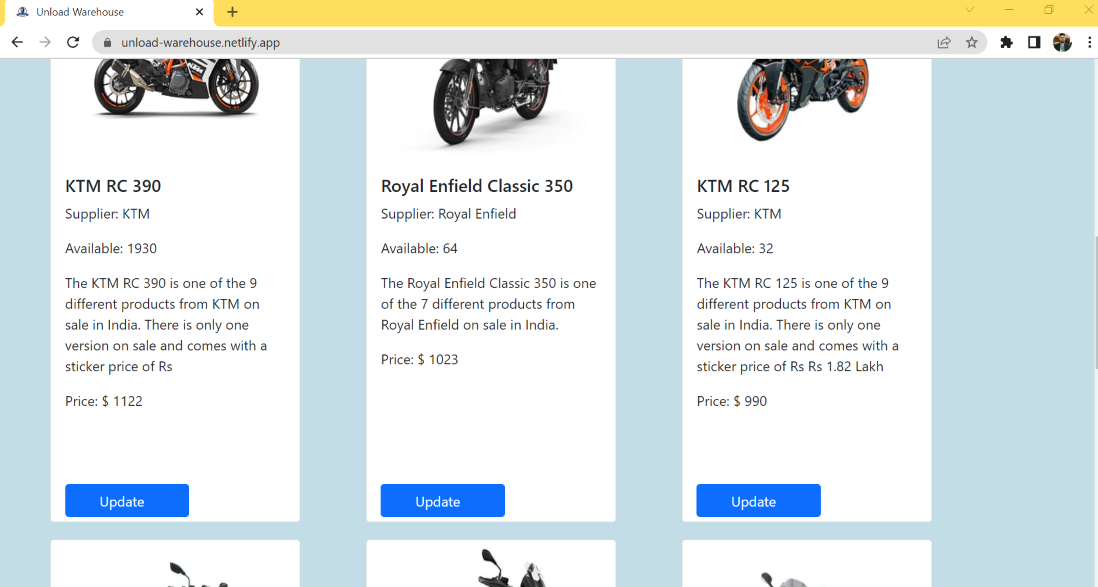 Unload Warehouse
unload-warehouse.netlify.app
KTM RC 390
Supplier: KTM
Available: 1930
The KTM RC 390 is one of the 9
different products from KTM on
sale in India. There is only one
version on sale and comes with a
sticker price of Rs
Price: $ 1122
Update
Royal Enfield Classic 350
Supplier: Royal Enfield
Available: 64
The Royal Enfield Classic 350 is one
of the 7 different products from
Royal Enfield on sale in India.
Price: $ 1023
Update
KTM RC 125
Supplier: KTM
Available: 32
The KTM RC 125 is one of the 9
different products from KTM on
sale in India. There is only one
version on sale and comes with a
sticker price of Rs Rs 1.82 Lakh
Price: $ 990
Update